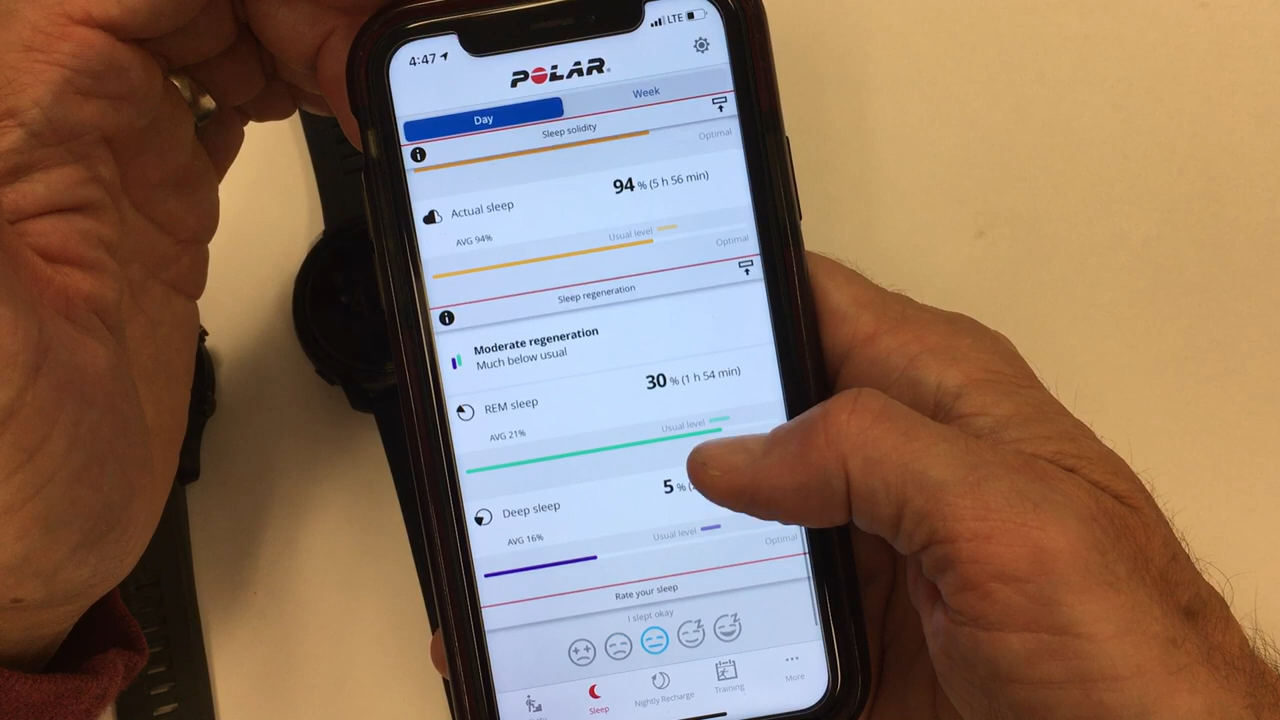 4:47
LTE
POLAR
Day
Week
Sleep solidity
Optimal
94 % (5 h 56 min)
Actual sleep
AVG 94%
Usual level
Optimal
Sleep regeneration
Moderate regeneration
Much below usual
30 % (1 h 54 min)
REM sleep
AVG 21%
Usual level
5 %
Deep sleep
AVG 16%
Usual level
Optimal
Rate your sleep
I slept okay
Sleep
Nightly Recharge
Training
More